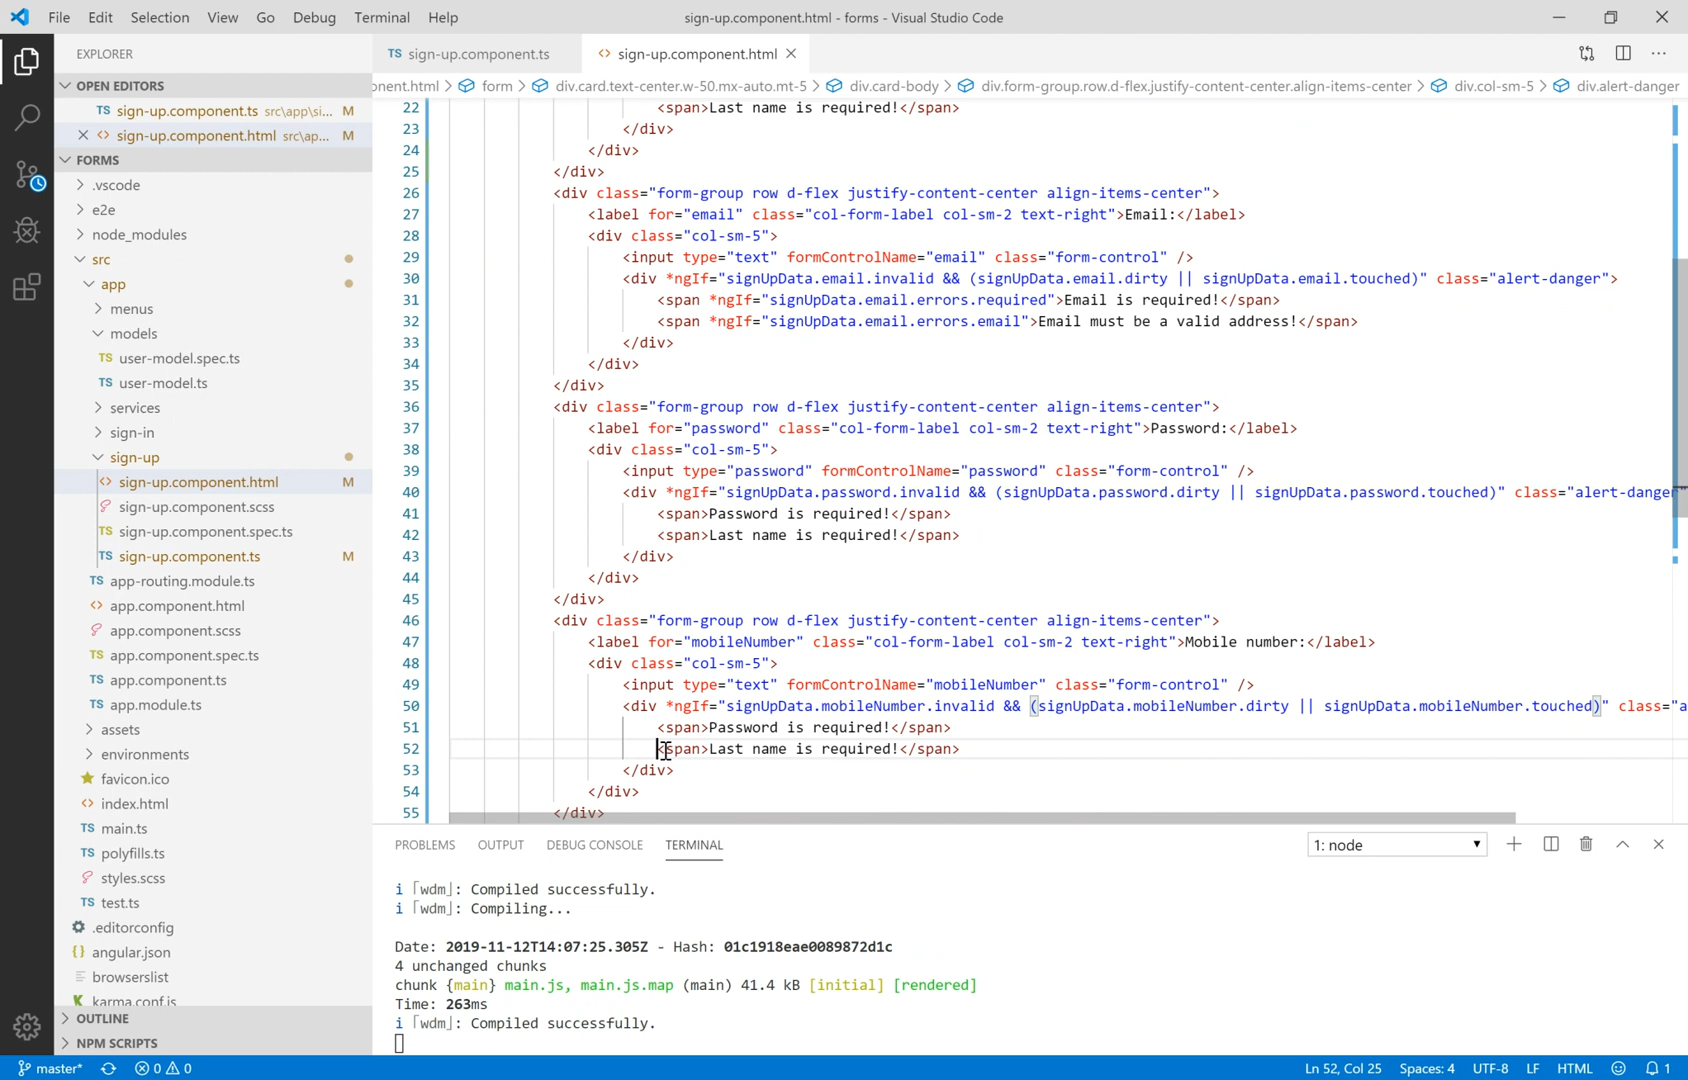 File Edit Selection View Go Debug Terminal Help
sign-up.component.html - forms - Visual Studio Code
EXPLORER
OPEN EDITORS
TS sign-up.component.ts src\app\si... M
<> sign-up.component.html src\ap... M
FORMS
.vscode
e2e
node_modules
src
app
menus
models
TS user-model.spec.ts
TS user-model.ts
services
sign-in
sign-up
<> sign-up.component.html M
sign-up.component.scss
TS sign-up.component.spec.ts
TS sign-up.component.ts M
TS app-routing.module.ts
<> app.component.html
app.component.scss
TS app.component.spec.ts
TS app.component.ts
TS app.module.ts
assets
environments
favicon.ico
<> index.html
TS main.ts
TS polyfills.ts
styles.scss
TS test.ts
.editorconfig
{} angular.json
browserslist
karma.conf.js
OUTLINE
NPM SCRIPTS
TS sign-up.component.ts
<> sign-up.component.html
onent.html > form > div.card.text-center.w-50.mx-auto.mt-5 > div.card-body > div.form-group.row.d-flex.justify-content-center.align-items-center > div.col-sm-5 > div.alert-danger
22 <span>Last name is required!</span>
23 </div>
24 </div>
25 </div>
26 <div class="form-group row d-flex justify-content-center align-items-center">
27 <label for="email" class="col-form-label col-sm-2 text-right">Email:</label>
28 <div class="col-sm-5">
29 <input type="text" formControlName="email" class="form-control" />
30 <div *ngIf="signUpData.email.invalid && (signUpData.email.dirty || signUpData.email.touched)" class="alert-danger">
31 <span *ngIf="signUpData.email.errors.required">Email is required!</span>
32 <span *ngIf="signUpData.email.errors.email">Email must be a valid address!</span>
33 </div>
34 </div>
35 </div>
36 <div class="form-group row d-flex justify-content-center align-items-center">
37 <label for="password" class="col-form-label col-sm-2 text-right">Password:</label>
38 <div class="col-sm-5">
39 <input type="password" formControlName="password" class="form-control" />
40 <div *ngIf="signUpData.password.invalid && (signUpData.password.dirty || signUpData.password.touched)" class="alert-danger"
41 <span>Password is required!</span>
42 <span>Last name is required!</span>
43 </div>
44 </div>
45 </div>
46 <div class="form-group row d-flex justify-content-center align-items-center">
47 <label for="mobileNumber" class="col-form-label col-sm-2 text-right">Mobile number:</label>
48 <div class="col-sm-5">
49 <input type="text" formControlName="mobileNumber" class="form-control" />
50 <div *ngIf="signUpData.mobileNumber.invalid && (signUpData.mobileNumber.dirty || signUpData.mobileNumber.touched)" class="a
51 <span>Password is required!</span>
52 <span>Last name is required!</span>
53 </div>
54 </div>
55 </div>
PROBLEMS OUTPUT DEBUG CONSOLE TERMINAL
1: node
i ｢wdm｣: Compiled successfully.
i ｢wdm｣: Compiling...
Date: 2019-11-12T14:07:25.305Z - Hash: 01c1918eae0089872d1c
4 unchanged chunks
chunk {main} main.js, main.js.map (main) 41.4 kB [initial] [rendered]
Time: 263ms
i ｢wdm｣: Compiled successfully.
master* 0 0
Ln 52, Col 25 Spaces: 4 UTF-8 LF HTML 1